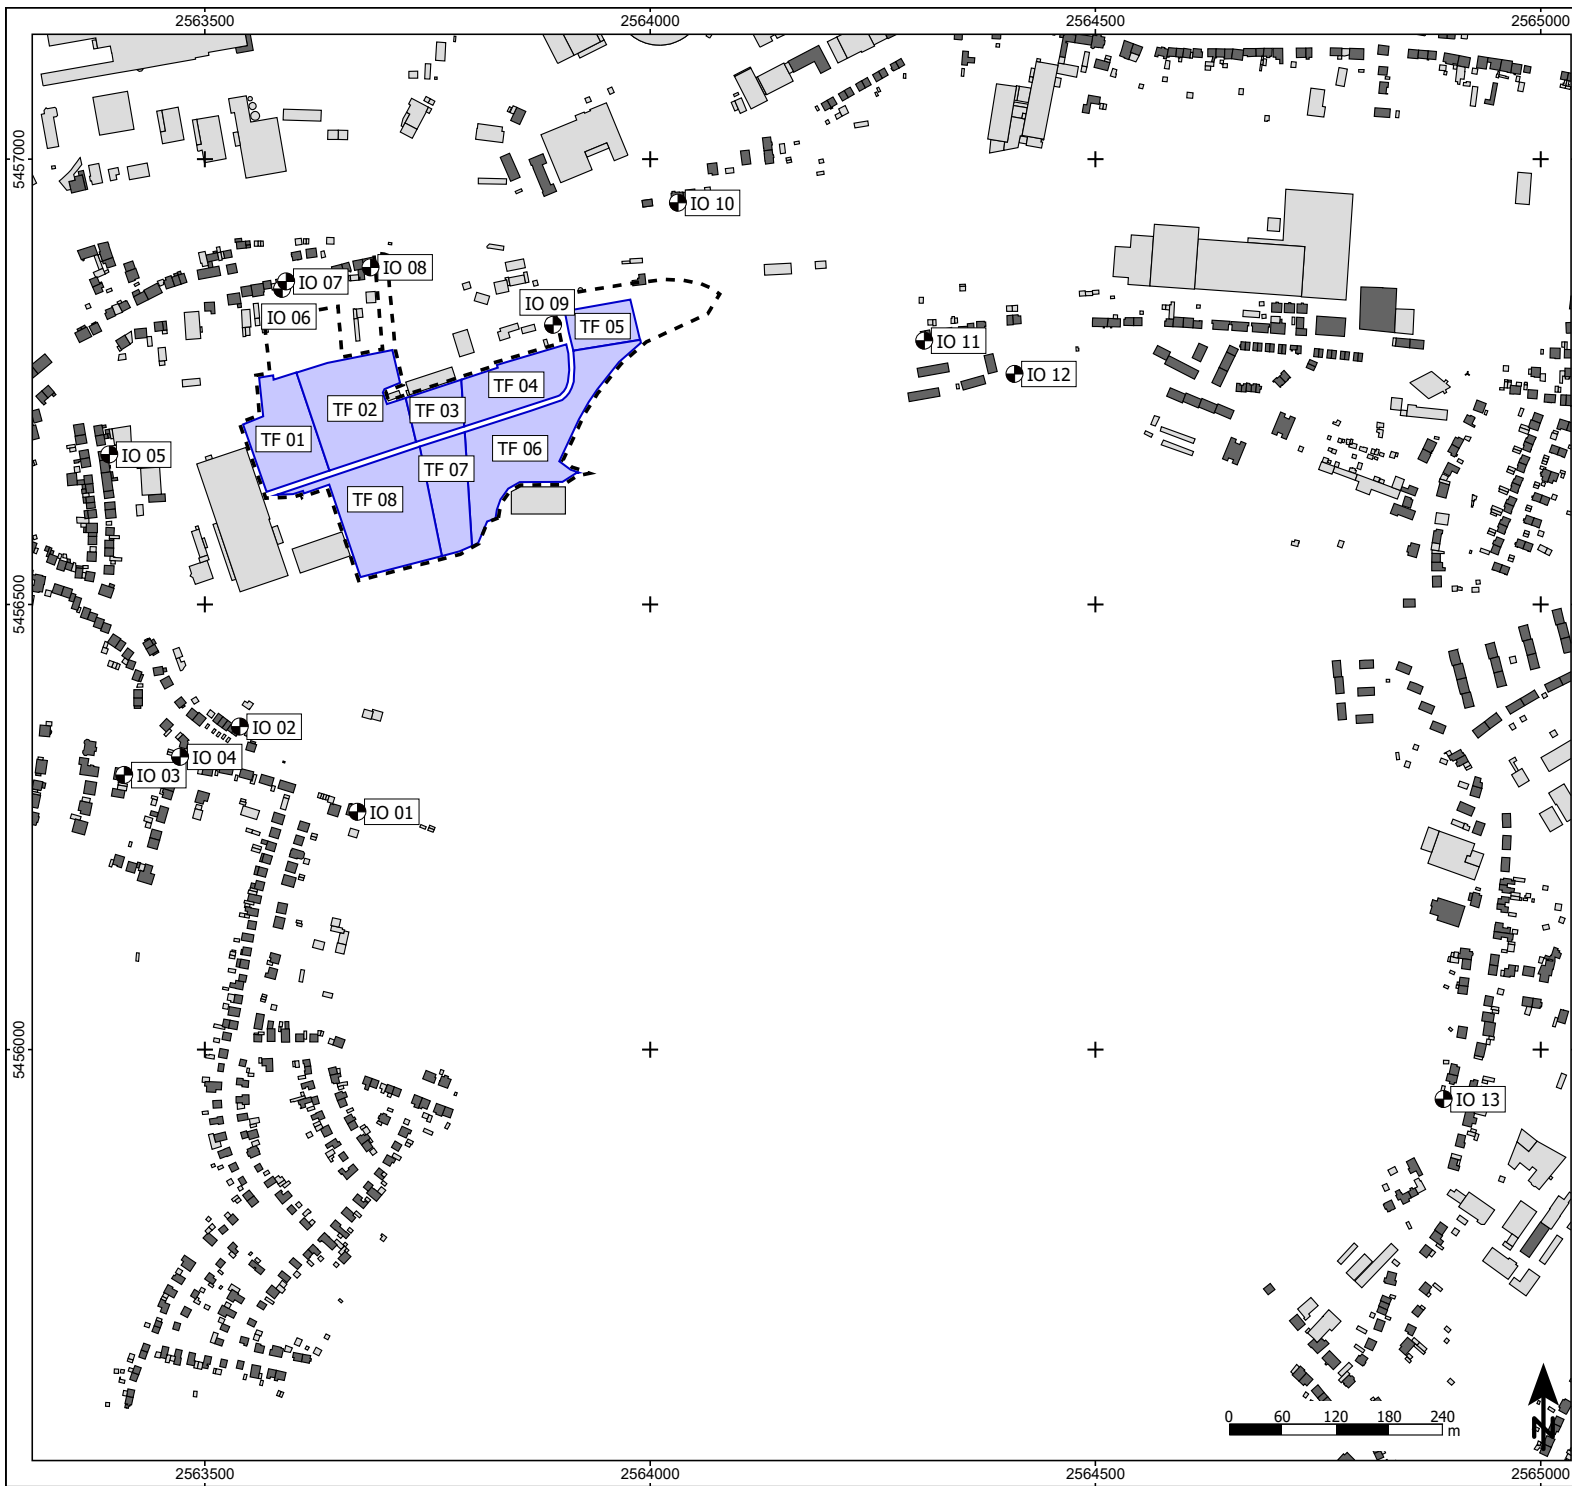 2563500 2564000 2564500 2565000
5457000
IO 10
IO 08
IO 07
IO 09
IO 06
TF 05
IO 11
IO 12
TF 04
TF 02
TF 03
TF 01
TF 06
IO 05
TF 07
TF 08
5456500
IO 02
IO 04
IO 03
IO 01
5456000
IO 13
0 60 120 180 240
m
N
2563500 2564000 2564500 2565000